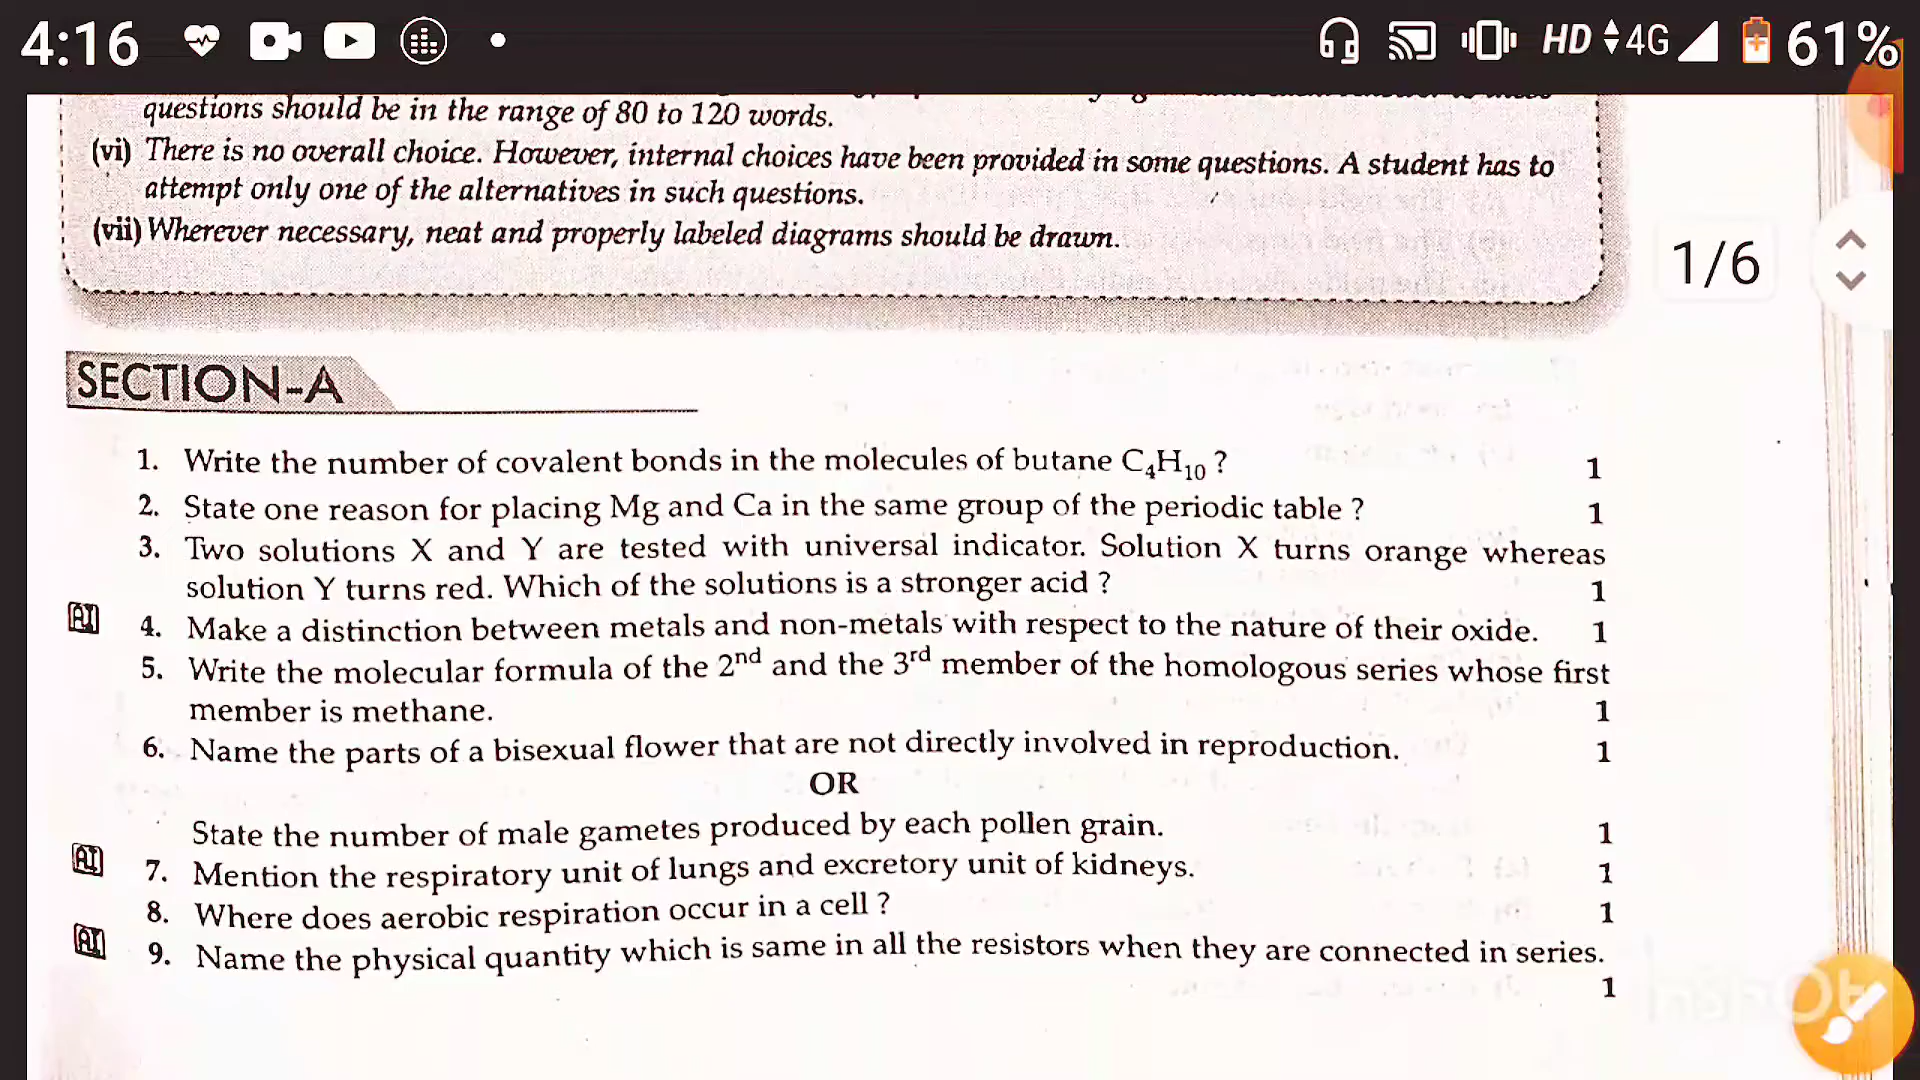 4:16 HD 4G 61%
questions should be in the range of 80 to 120 words.
(vi) There is no overall choice. However, internal choices have been provided in some questions. A student has to
attempt only one of the alternatives in such questions.
(vii) Wherever necessary, neat and properly labeled diagrams should be drawn.
1/6
SECTION-A
1. Write the number of covalent bonds in the molecules of butane C₄H₁₀ ? 1
2. State one reason for placing Mg and Ca in the same group of the periodic table ? 1
3. Two solutions X and Y are tested with universal indicator. Solution X turns orange whereas
solution Y turns red. Which of the solutions is a stronger acid ? 1
AI 4. Make a distinction between metals and non-metals with respect to the nature of their oxide. 1
5. Write the molecular formula of the 2nd and the 3rd member of the homologous series whose first
member is methane. 1
6. Name the parts of a bisexual flower that are not directly involved in reproduction. 1
OR
State the number of male gametes produced by each pollen grain. 1
AI 7. Mention the respiratory unit of lungs and excretory unit of kidneys. 1
8. Where does aerobic respiration occur in a cell ? 1
AI 9. Name the physical quantity which is same in all the resistors when they are connected in series.
1